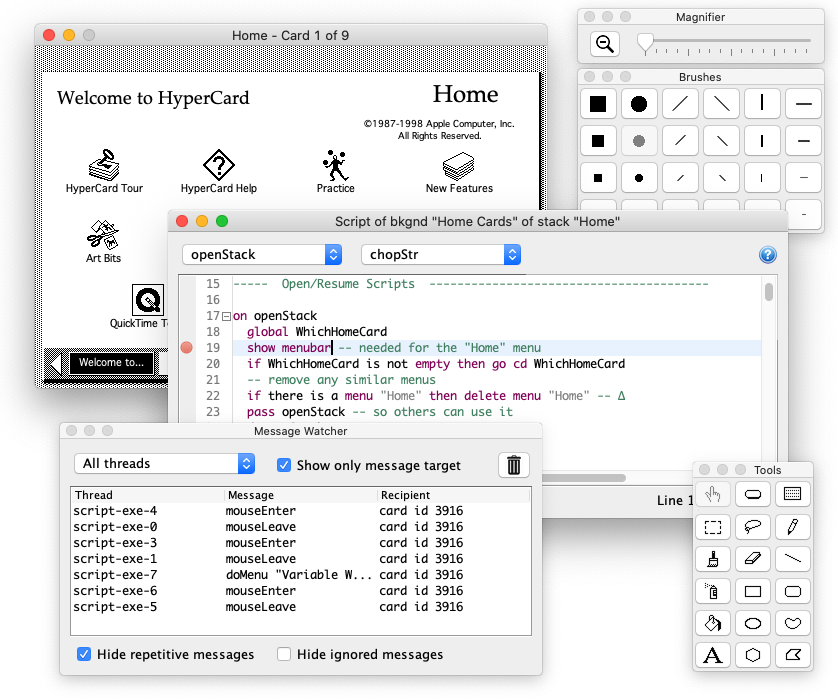 Home - Card 1 of 9
Welcome to HyperCard
Home
©1987-1998 Apple Computer, Inc.
All Rights Reserved.
HyperCard Tour
HyperCard Help
Practice
New Features
Art Bits
QuickTime T
Welcome to...
Magnifier
Brushes
Script of bkgnd "Home Cards" of stack "Home"
openStack
chopStr
?
15 ----- Open/Resume Scripts ----------------------------------------
16
17 on openStack
18 global WhichHomeCard
19 show menubar -- needed for the "Home" menu
20 if WhichHomeCard is not empty then go cd WhichHomeCard
21 -- remove any similar menus
22 if there is a menu "Home" then delete menu "Home" -- ∆
23 pass openStack -- so others can use it
Line 1
Message Watcher
All threads
Show only message target
Thread Message Recipient
script-exe-4 mouseEnter card id 3916
script-exe-0 mouseLeave card id 3916
script-exe-3 mouseEnter card id 3916
script-exe-1 mouseLeave card id 3916
script-exe-7 doMenu "Variable W... card id 3916
script-exe-6 mouseEnter card id 3916
script-exe-5 mouseLeave card id 3916
Hide repetitive messages
Hide ignored messages
Tools
A